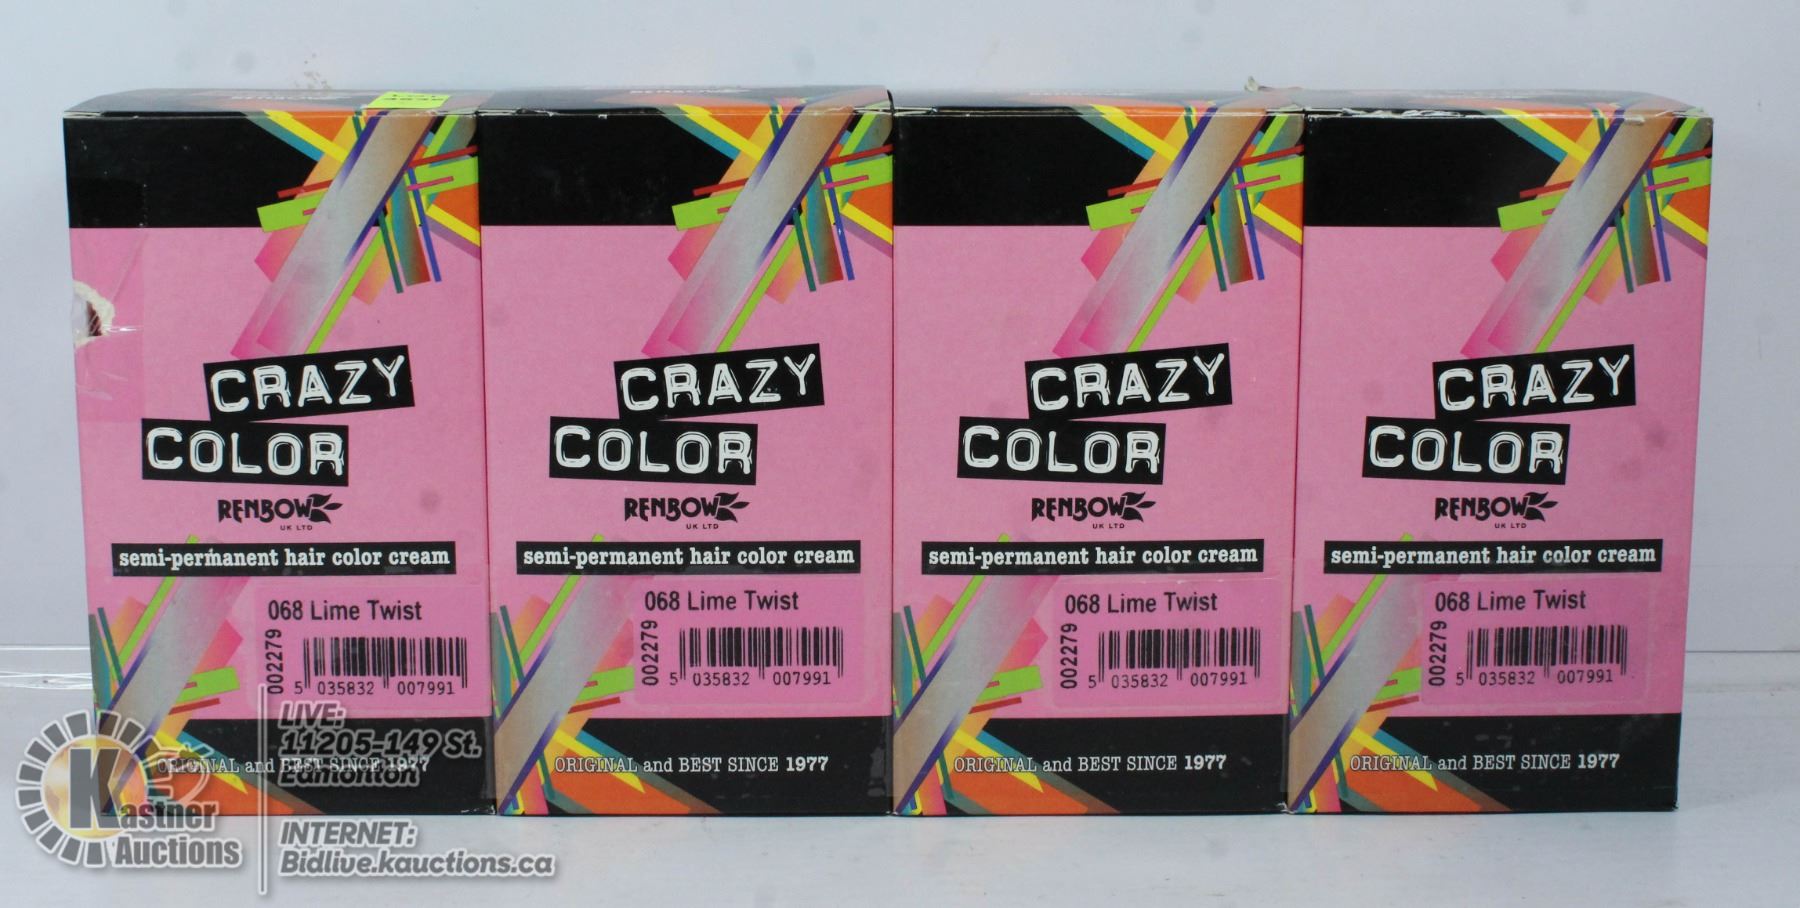 CRAZY
COLOR
RENBOW
UK LTD
semi-permanent hair color cream
068 Lime Twist
002279
5 035832 007991
ORIGINAL and BEST SINCE 1977
CRAZY
COLOR
RENBOW
UK LTD
semi-permanent hair color cream
068 Lime Twist
002279
5 035832 007991
ORIGINAL and BEST SINCE 1977
CRAZY
COLOR
RENBOW
UK LTD
semi-permanent hair color cream
068 Lime Twist
002279
5 035832 007991
ORIGINAL and BEST SINCE 1977
CRAZY
COLOR
RENBOW
UK LTD
semi-permanent hair color cream
068 Lime Twist
002279
5 035832 007991
ORIGINAL and BEST SINCE 1977
Kastner
Auctions
LIVE:
11205-149 St.
Edmonton
INTERNET:
Bidlive.kauctions.ca